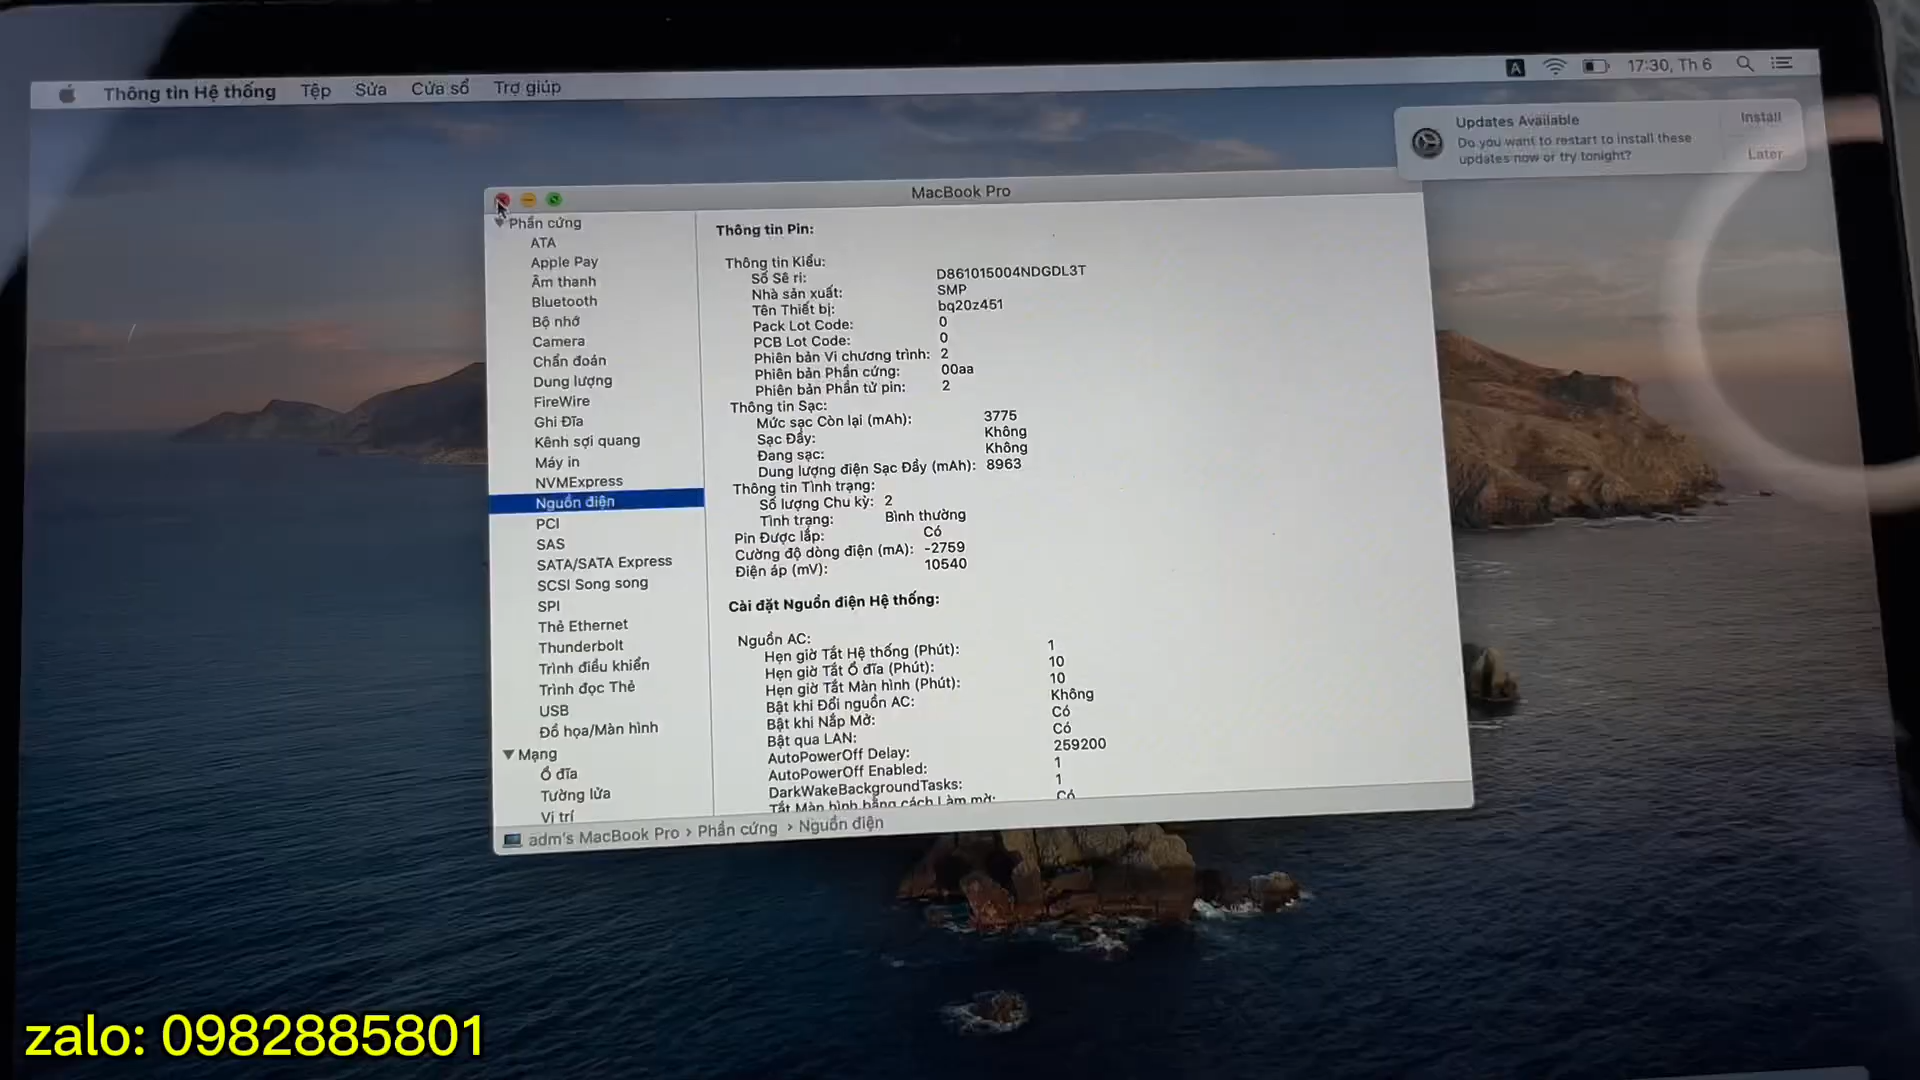 Thông tin Hệ thống Tệp Sửa Cửa sổ Trợ giúp
A 17:30, Th 6
Updates Available
Do you want to restart to install these
updates now or try tonight?
Install
Later
MacBook Pro
Phần cứng
ATA
Apple Pay
Âm thanh
Bluetooth
Bộ nhớ
Camera
Chẩn đoán
Dung lượng
FireWire
Ghi Đĩa
Kênh sợi quang
Máy in
NVMExpress
Nguồn điện
PCI
SAS
SATA/SATA Express
SCSI Song song
SPI
Thẻ Ethernet
Thunderbolt
Trình điều khiển
Trình đọc Thẻ
USB
Đồ họa/Màn hình
Mạng
Ổ đĩa
Tường lửa
Vị trí
Thông tin Pin:
Thông tin Kiểu:
Số Sê ri: D861015004NDGDL3T
Nhà sản xuất: SMP
Tên Thiết bị: bq20z451
Pack Lot Code: 0
PCB Lot Code: 0
Phiên bản Vi chương trình: 2
Phiên bản Phần cứng: 00aa
Phiên bản Phần tử pin: 2
Thông tin Sạc:
Mức sạc Còn lại (mAh): 3775
Sạc Đầy: Không
Đang sạc: Không
Dung lượng điện Sạc Đầy (mAh): 8963
Thông tin Tình trạng:
Số lượng Chu kỳ: 2
Tình trạng: Bình thường
Pin Được lắp: Có
Cường độ dòng điện (mA): -2759
Điện áp (mV): 10540
Cài đặt Nguồn điện Hệ thống:
Nguồn AC:
Hẹn giờ Tắt Hệ thống (Phút): 1
Hẹn giờ Tắt Ổ đĩa (Phút): 10
Hẹn giờ Tắt Màn hình (Phút): 10
Bật khi Đổi nguồn AC: Không
Bật khi Nắp Mở: Có
Bật qua LAN: Có
AutoPowerOff Delay: 259200
AutoPowerOff Enabled: 1
DarkWakeBackgroundTasks: 1
Tắt Màn hình bằng cách Làm mờ: Có
adm's MacBook Pro › Phần cứng › Nguồn điện
zalo: 0982885801